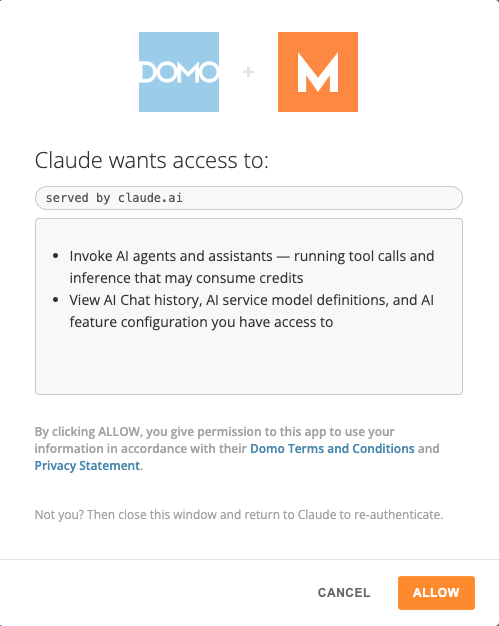 DOMO + M
Claude wants access to:
served by claude.ai
• Invoke AI agents and assistants — running tool calls and
inference that may consume credits
• View AI Chat history, AI service model definitions, and AI
feature configuration you have access to
By clicking ALLOW, you give permission to this app to use your
information in accordance with their Domo Terms and Conditions and
Privacy Statement.
Not you? Then close this window and return to Claude to re-authenticate.
CANCEL ALLOW